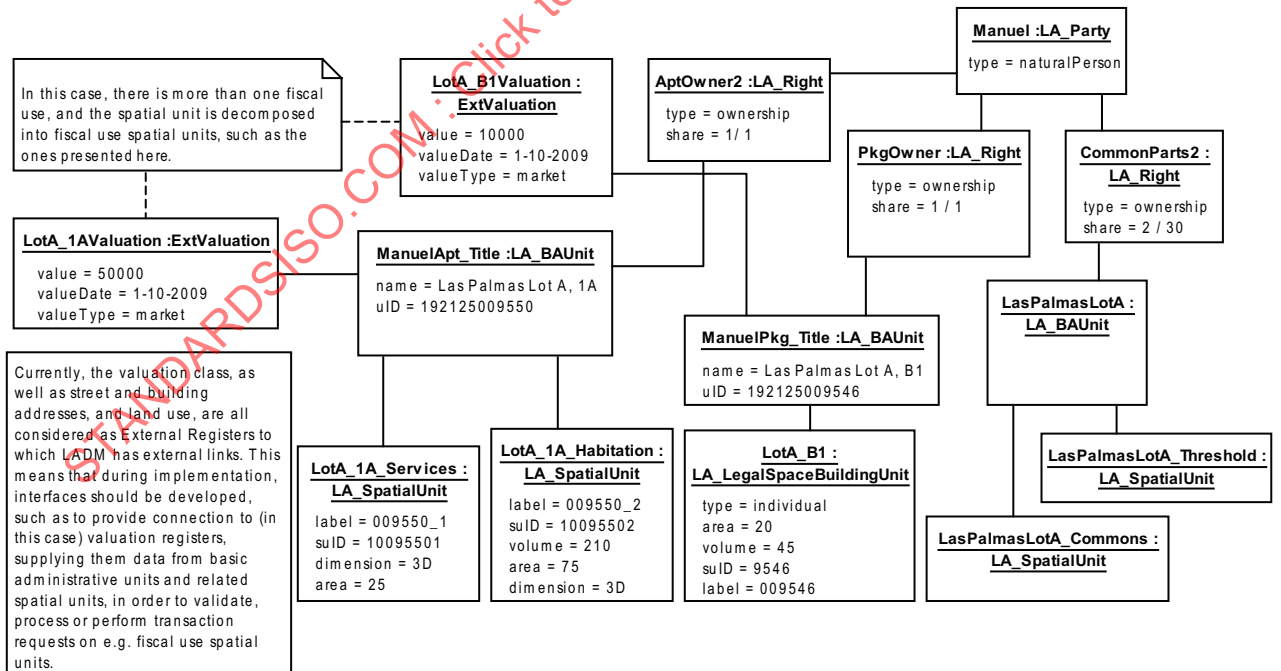 Manuel :LA_Party
type = naturalPerson
In this case, there is more than one fiscal
use, and the spatial unit is decomposed
into fiscal use spatial units, such as the
ones presented here.
LotA_B1Valuation :
ExtValuation
value = 10000
valueDate = 1-10-2009
valueType = market
AptOwner2 :LA_Right
type = ownership
share = 1/ 1
PkgOwner :LA_Right
type = ownership
share = 1 / 1
CommonParts2 :
LA_Right
type = ownership
share = 2 / 30
LotA_1AValuation :ExtValuation
value = 50000
valueDate = 1-10-2009
valueType = market
ManuelApt_Title :LA_BAUnit
name = Las Palmas Lot A, 1A
uID = 192125009550
ManuelPkg_Title :LA_BAUnit
name = Las Palmas Lot A, B1
uID = 192125009546
LasPalmasLotA :
LA_BAUnit
Currently, the valuation class, as
well as street and building
addresses, and land use, are all
considered as External Registers to
which LADM has external links. This
means that during implementation,
interfaces should be developed,
such as to provide connection to (in
this case) valuation registers,
supplying them data from basic
administrative units and related
spatial units, in order to validate,
process or perform transaction
requests on e.g. fiscal use spatial
units.
LotA_1A_Services :
LA_SpatialUnit
label = 009550_1
suID = 10095501
dimension = 3D
area = 25
LotA_1A_Habitation :
LA_SpatialUnit
label = 009550_2
suID = 10095502
volume = 210
area = 75
dimension = 3D
LotA_B1 :
LA_LegalSpaceBuildingUnit
type = individual
area = 20
volume = 45
suID = 9546
label = 009546
LasPalmasLotA_Threshold :
LA_SpatialUnit
LasPalmasLotA_Commons :
LA_SpatialUnit
STANDARDSISO.COM : Click to